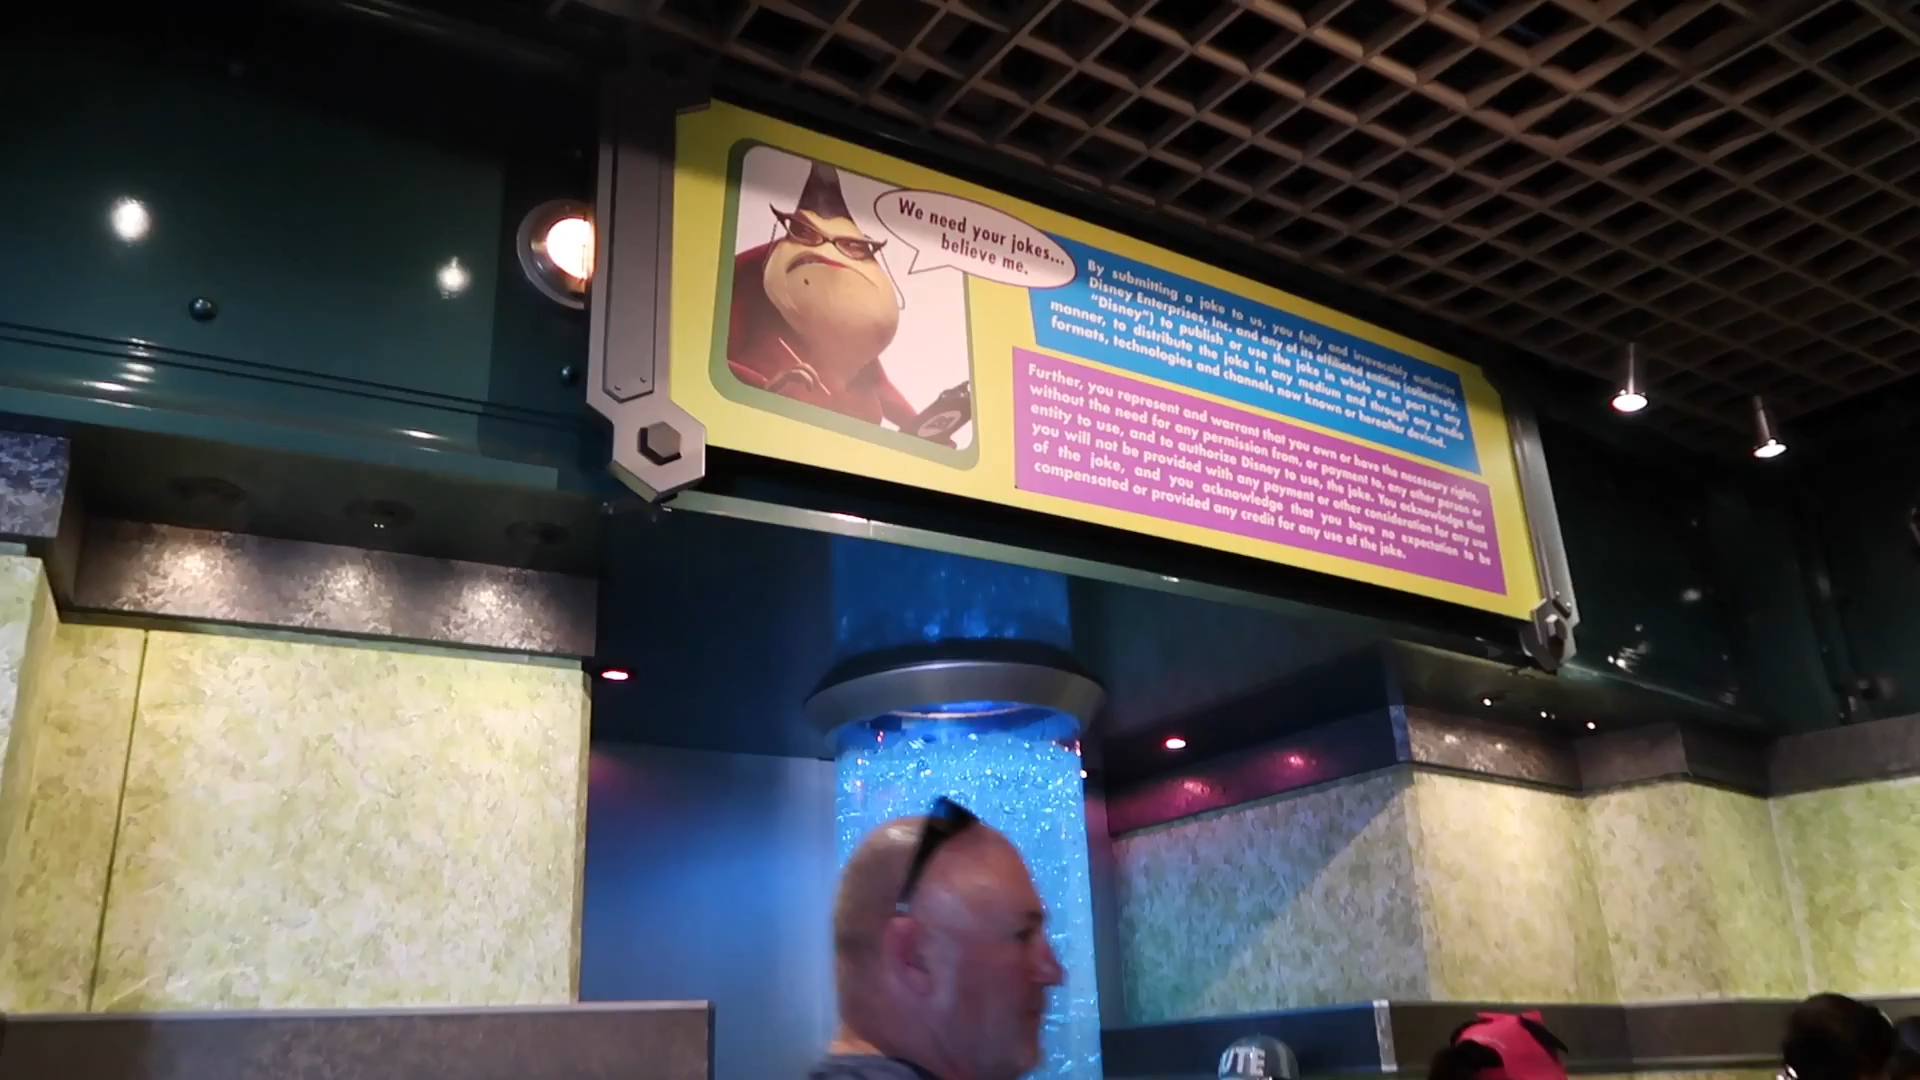 We need your jokes...
believe me.
By submitting a joke to us, you fully and irrevocably authorize
Disney Enterprises, Inc. and any of its affiliated entities (collectively,
"Disney") to publish or use the joke in whole or in part in any
manner, to distribute the joke in any medium and through any media
formats, technologies and channels now known or hereafter devised.
Further, you represent and warrant that you own or have the necessary rights,
without the need for any permission from, or payment to, any other person or
entity to use, and to authorize Disney to use, the joke. You acknowledge that
you will not be provided with any payment or other consideration for any use
of the joke, and you acknowledge that you have no expectation to be
compensated or provided any credit for any use of the joke.
UTE